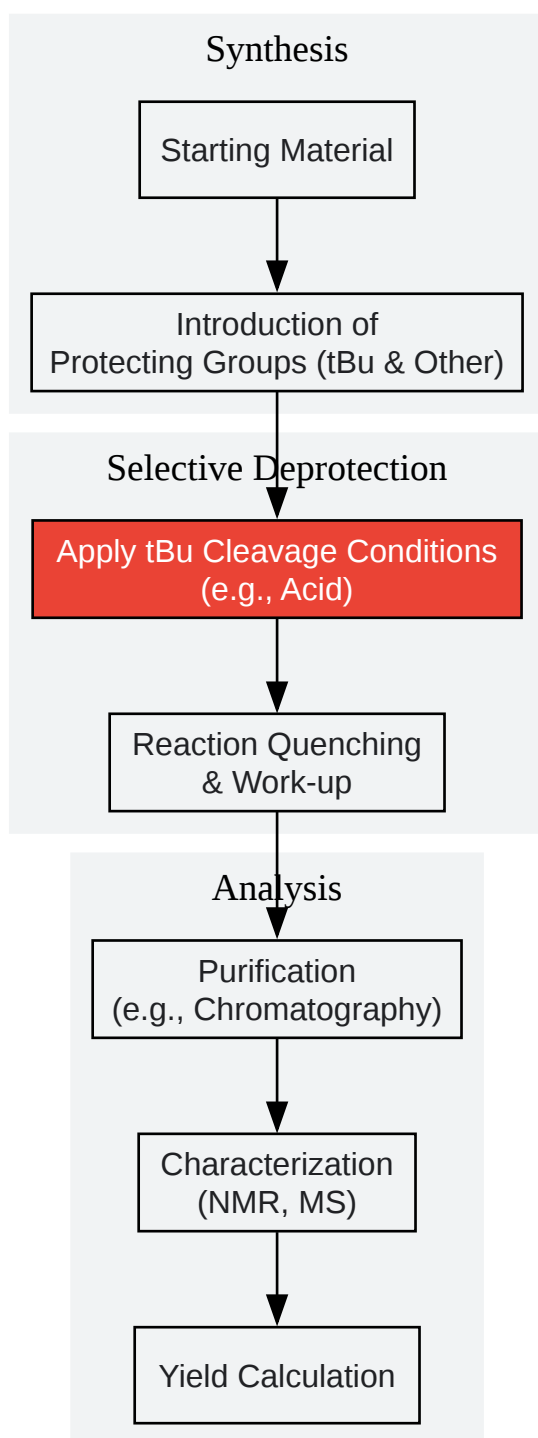 Synthesis
Starting Material
Introduction of
Protecting Groups (tBu & Other)
Selective Deprotection
Apply tBu Cleavage Conditions
(e.g., Acid)
Reaction Quenching
& Work-up
Analysis
Purification
(e.g., Chromatography)
Characterization
(NMR, MS)
Yield Calculation